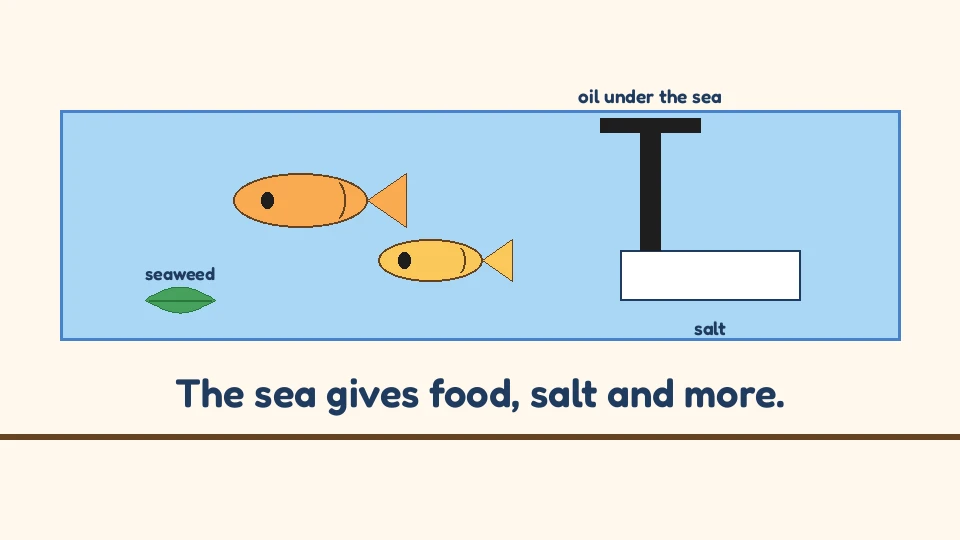 oil under the sea
seaweed
salt
The sea gives food, salt and more.